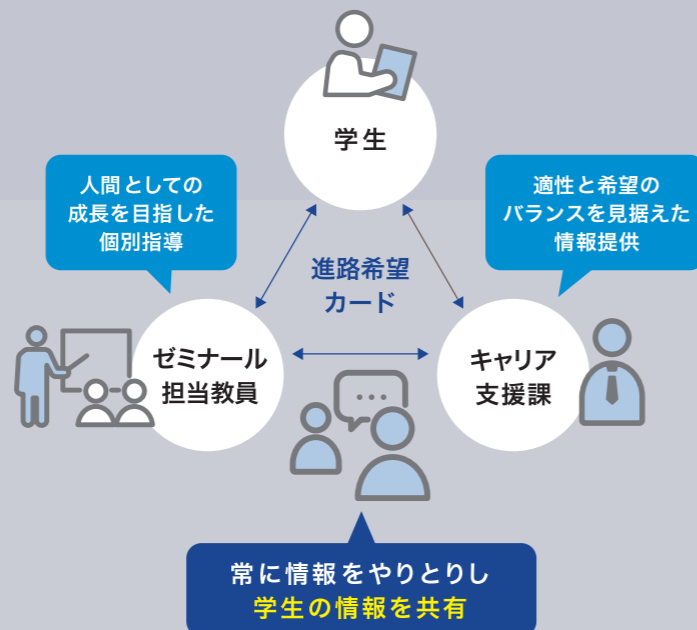 学生
人間としての
成長を目指した
個別指導
適性と希望の
バランスを見据えた
情報提供
進路希望
カード
ゼミナール
担当教員
キャリア
支援課
常に情報をやりとりし
学生の情報を共有